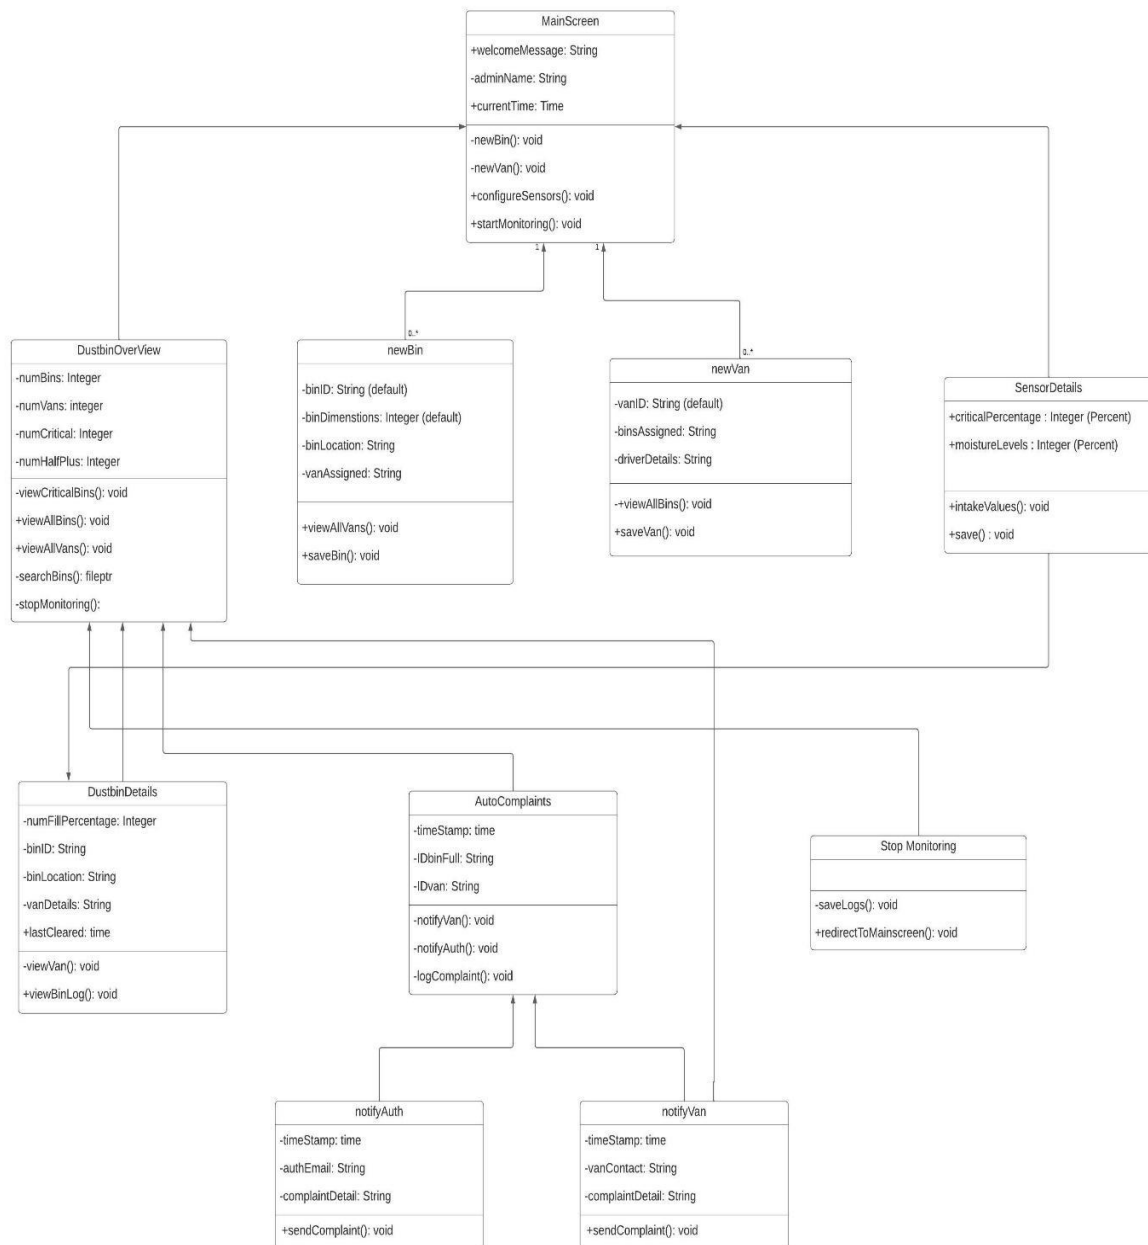 MainScreen
+welcomeMessage: String
-adminName: String
+currentTime: Time
-newBin(): void
-newVan(): void
+configureSensors(): void
+startMonitoring(): void
1
1
0..*
0..*
DustbinOverView
-numBins: Integer
-numVans: integer
-numCritical: Integer
-numHalfPlus: Integer
-viewCriticalBins(): void
+viewAllBins(): void
+viewAllVans(): void
-searchBins(): fileptr
-stopMonitoring():
newBin
-binID: String (default)
-binDimenstions: Integer (default)
-binLocation: String
-vanAssigned: String
+viewAllVans(): void
+saveBin(): void
newVan
-vanID: String (default)
-binsAssigned: String
-driverDetails: String
-+viewAllBins(): void
+saveVan(): void
SensorDetails
+criticalPercentage : Integer (Percent)
+moistureLevels : Integer (Percent)
+intakeValues(): void
+save() : void
DustbinDetails
-numFillPercentage: Integer
-binID: String
-binLocation: String
-vanDetails: String
+lastCleared: time
-viewVan(): void
+viewBinLog(): void
AutoComplaints
-timeStamp: time
-IDbinFull: String
-IDvan: String
-notifyVan(): void
-notifyAuth(): void
-logComplaint(): void
Stop Monitoring
-saveLogs(): void
+redirectToMainscreen(): void
notifyAuth
-timeStamp: time
-authEmail: String
-complaintDetail: String
+sendComplaint(): void
notifyVan
-timeStamp: time
-vanContact: String
-complaintDetail: String
+sendComplaint(): void